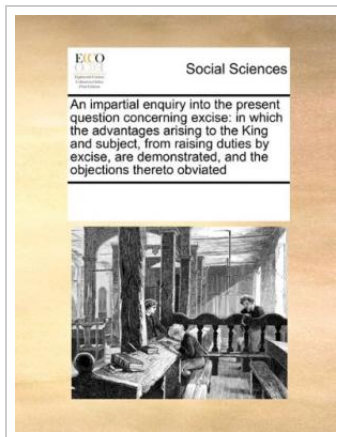 ECCO
Social Sciences
An impartial enquiry into the present
question concerning excise: in which
the advantages arising to the King
and subject, from raising duties by
excise, are demonstrated, and the
objections thereto obviated